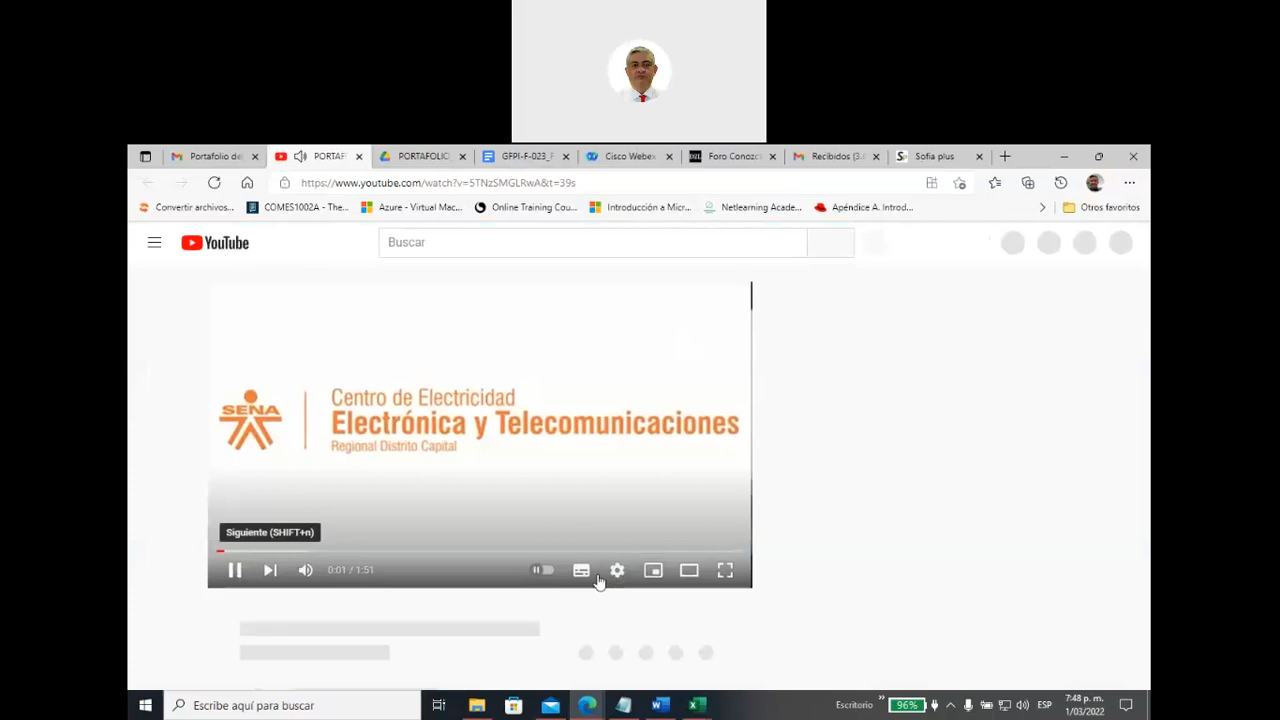 Portafolio de
PORTAF
PORTAFOLIO
GFPI-F-023_F
Cisco Webex
Foro Conozc
Recibidos (3.
Sofia plus
https://www.youtube.com/watch?v=5TNzSMGLRwA&t=39s
Convertir archivos...
COMES1002A - The...
Azure - Virtual Mac...
Online Training Cou...
Introducción a Micr...
Netlearning Acade...
Apéndice A. Introd...
Otros favoritos
YouTube
Buscar
SENA
Centro de Electricidad
Electrónica y Telecomunicaciones
Regional Distrito Capital
Siguiente (SHIFT+n)
0:01 / 1:51
Escribe aquí para buscar
Escritorio
96%
ESP
7:48 p. m.
1/03/2022